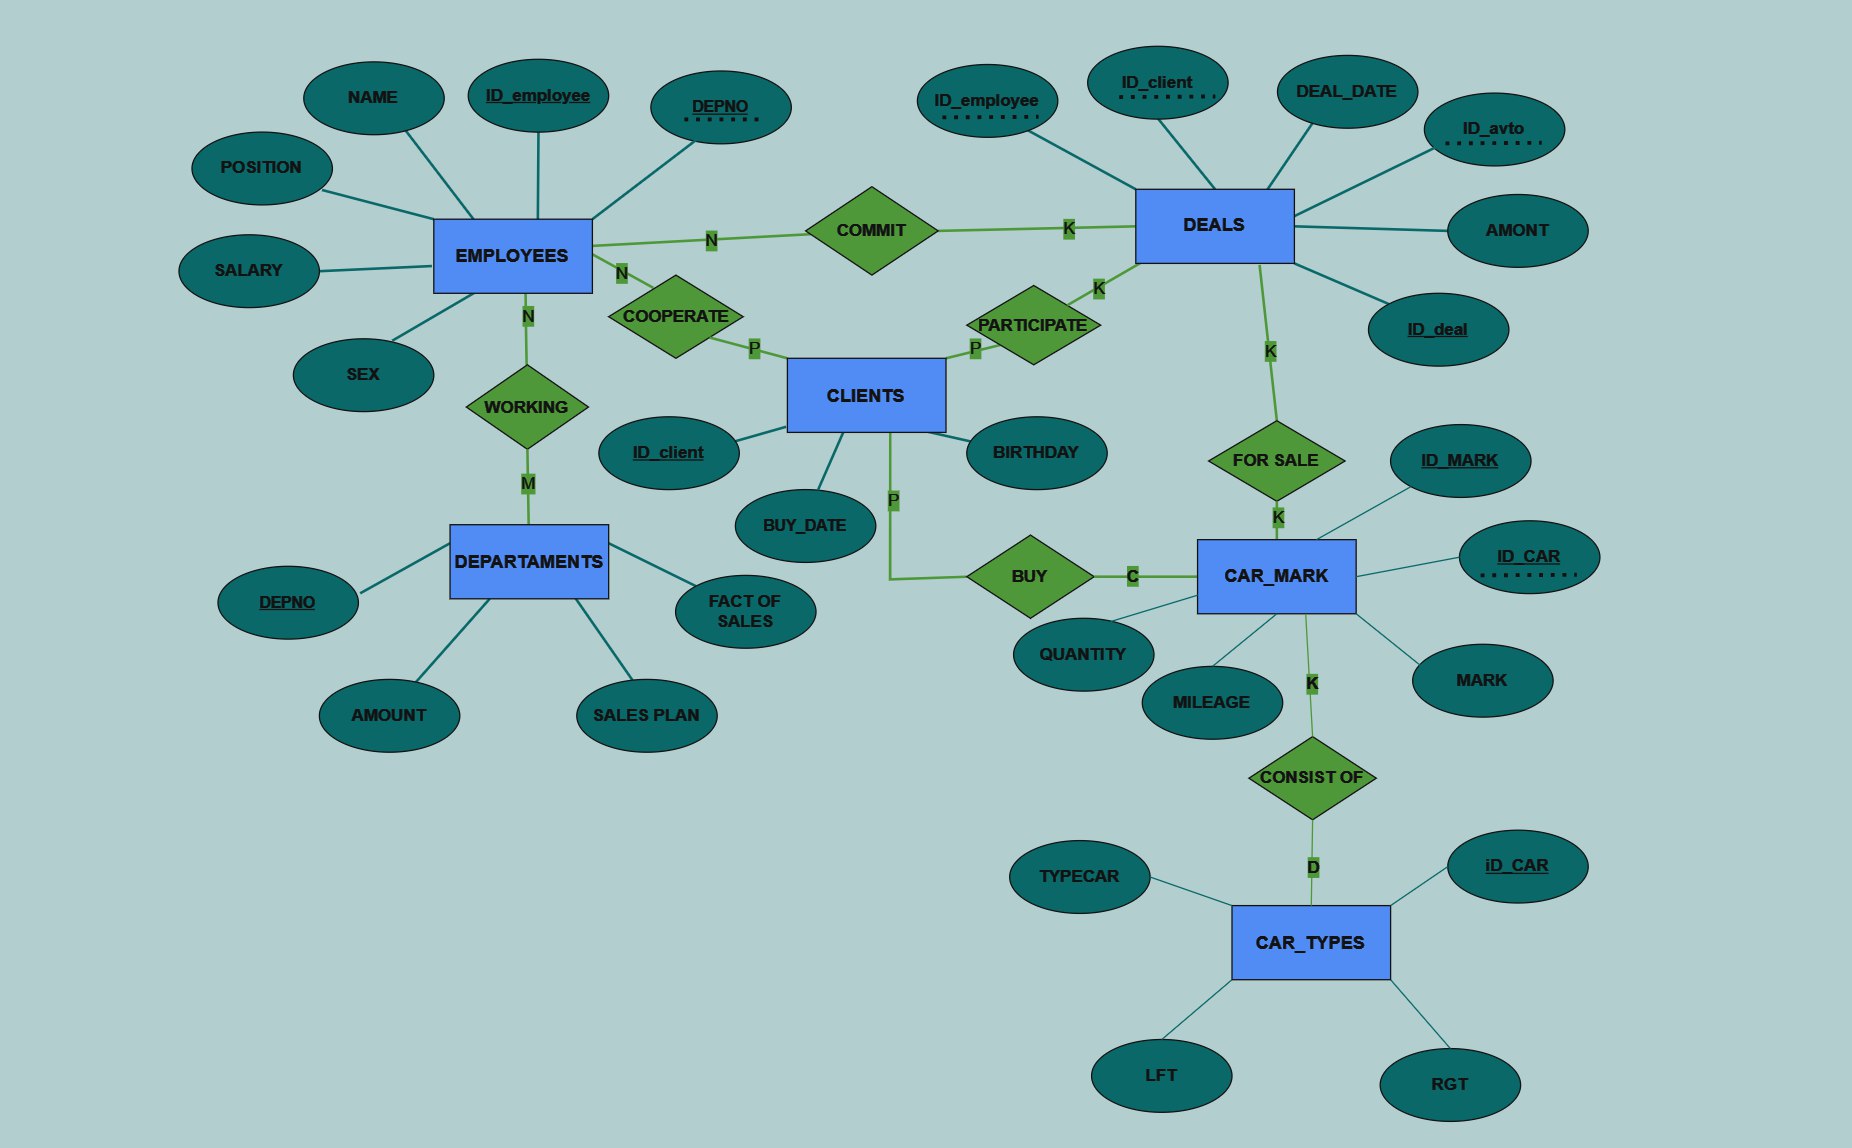 NAME
ID_employee
DEPNO
POSITION
SALARY
SEX
EMPLOYEES
ID_employee
ID_client
DEAL_DATE
ID_avto
AMONT
ID_deal
DEALS
N
COMMIT
K
N
COOPERATE
P
K
PARTICIPATE
P
N
WORKING
M
CLIENTS
ID_client
BUY_DATE
BIRTHDAY
K
FOR SALE
K
P
BUY
C
DEPARTAMENTS
DEPNO
AMOUNT
SALES PLAN
FACT OF
SALES
CAR_MARK
ID_MARK
ID_CAR
QUANTITY
MILEAGE
MARK
K
CONSIST OF
D
CAR_TYPES
TYPECAR
iD_CAR
LFT
RGT